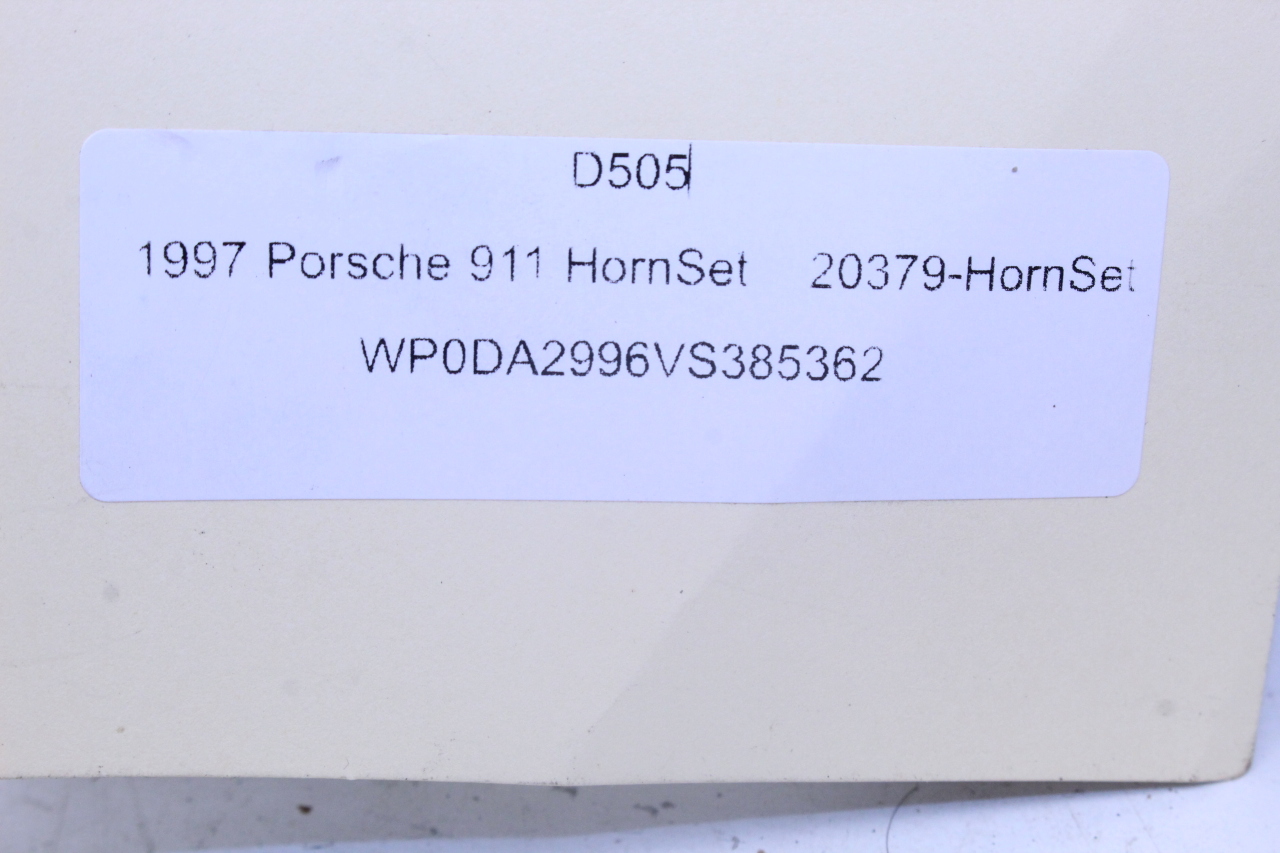 D505
1997 Porsche 911 HornSet 20379-HornSet
WP0DA2996VS385362